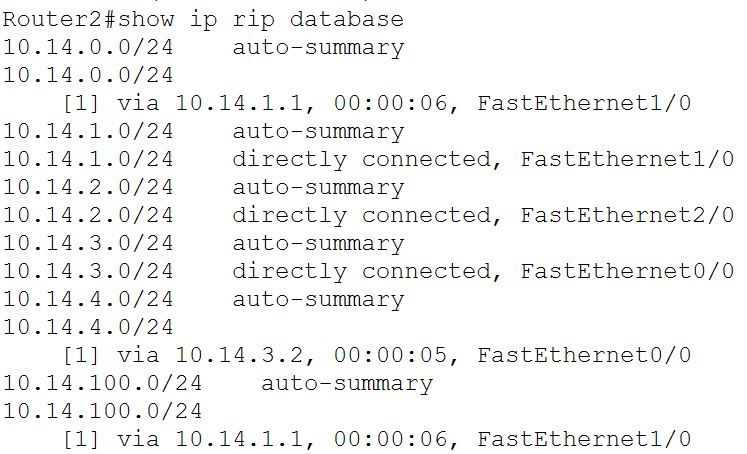 Router2#show ip rip database
10.14.0.0/24    auto-summary
10.14.0.0/24
    [1] via 10.14.1.1, 00:00:06, FastEthernet1/0
10.14.1.0/24    auto-summary
10.14.1.0/24    directly connected, FastEthernet1/0
10.14.2.0/24    auto-summary
10.14.2.0/24    directly connected, FastEthernet2/0
10.14.3.0/24    auto-summary
10.14.3.0/24    directly connected, FastEthernet0/0
10.14.4.0/24    auto-summary
10.14.4.0/24
    [1] via 10.14.3.2, 00:00:05, FastEthernet0/0
10.14.100.0/24    auto-summary
10.14.100.0/24
    [1] via 10.14.1.1, 00:00:06, FastEthernet1/0